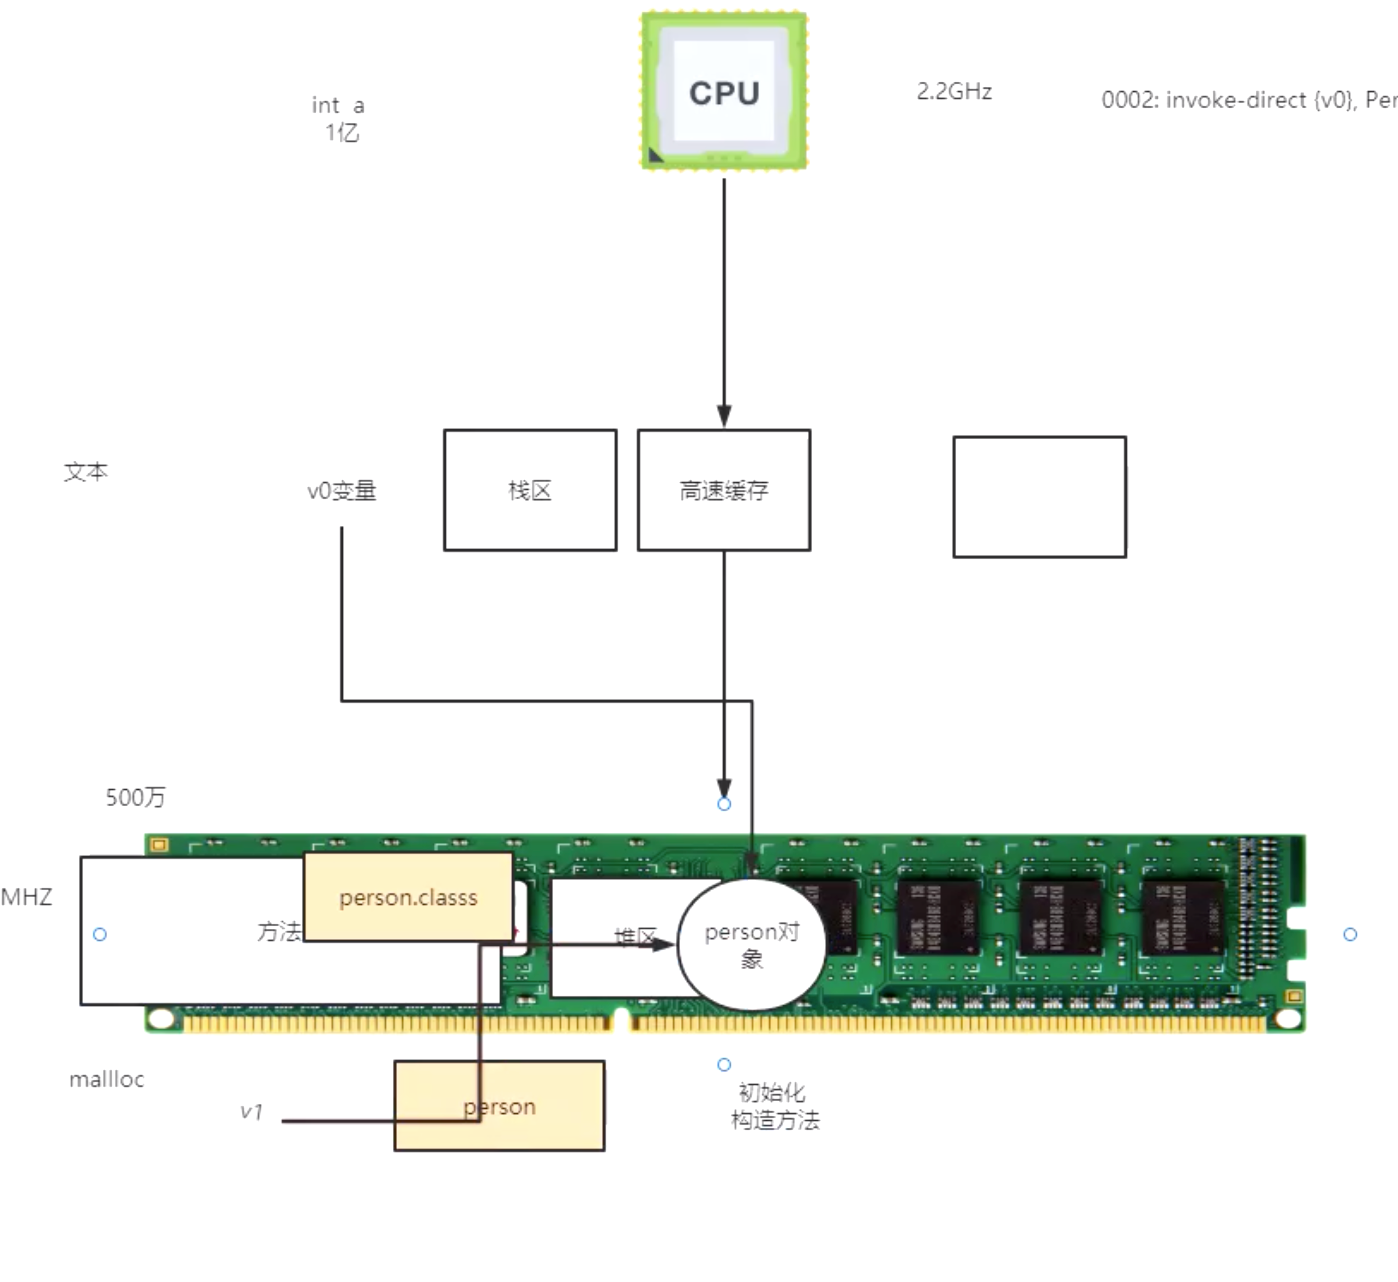 CPU
int a
1亿
2.2GHz
0002: invoke-direct {v0}, Per
文本
v0变量
栈区
高速缓存
500万
MHZ
方法
person.classs
堆区
person对
象
mallloc
v1
person
初始化
构造方法